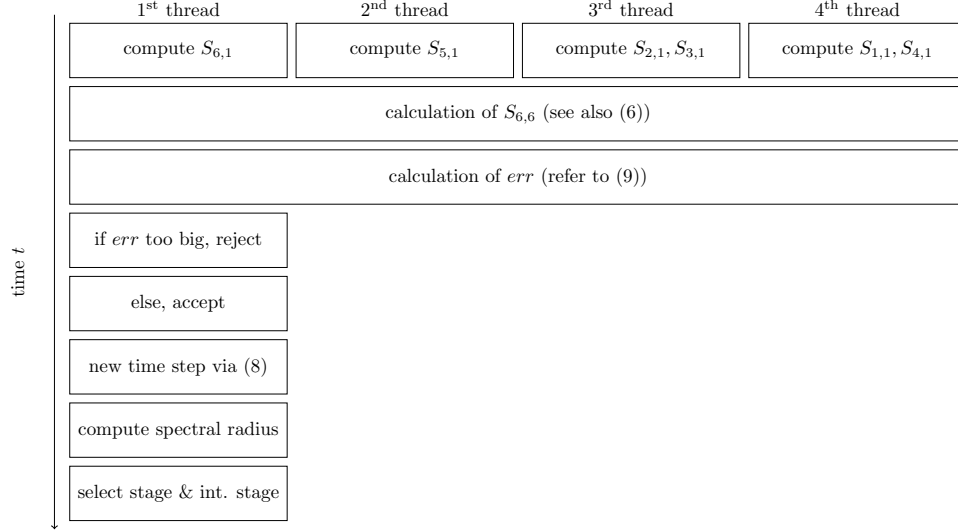 1st thread 2nd thread 3rd thread 4th thread
compute S6,1 compute S5,1 compute S2,1, S3,1 compute S1,1, S4,1
calculation of S6,6 (see also (6))
calculation of err (refer to (9))
if err too big, reject
time t
else, accept
new time step via (8)
compute spectral radius
select stage & int. stage